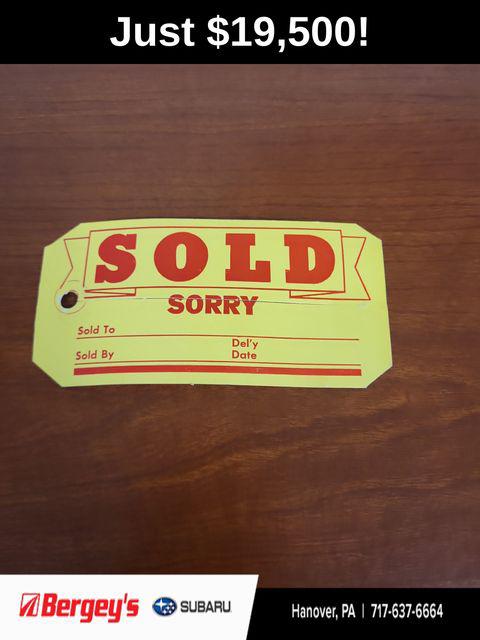 Just $19,500!
SOLD
SORRY
Sold To
Del'y
Sold By Date
Bergey's SUBARU Hanover, PA | 717-637-6664